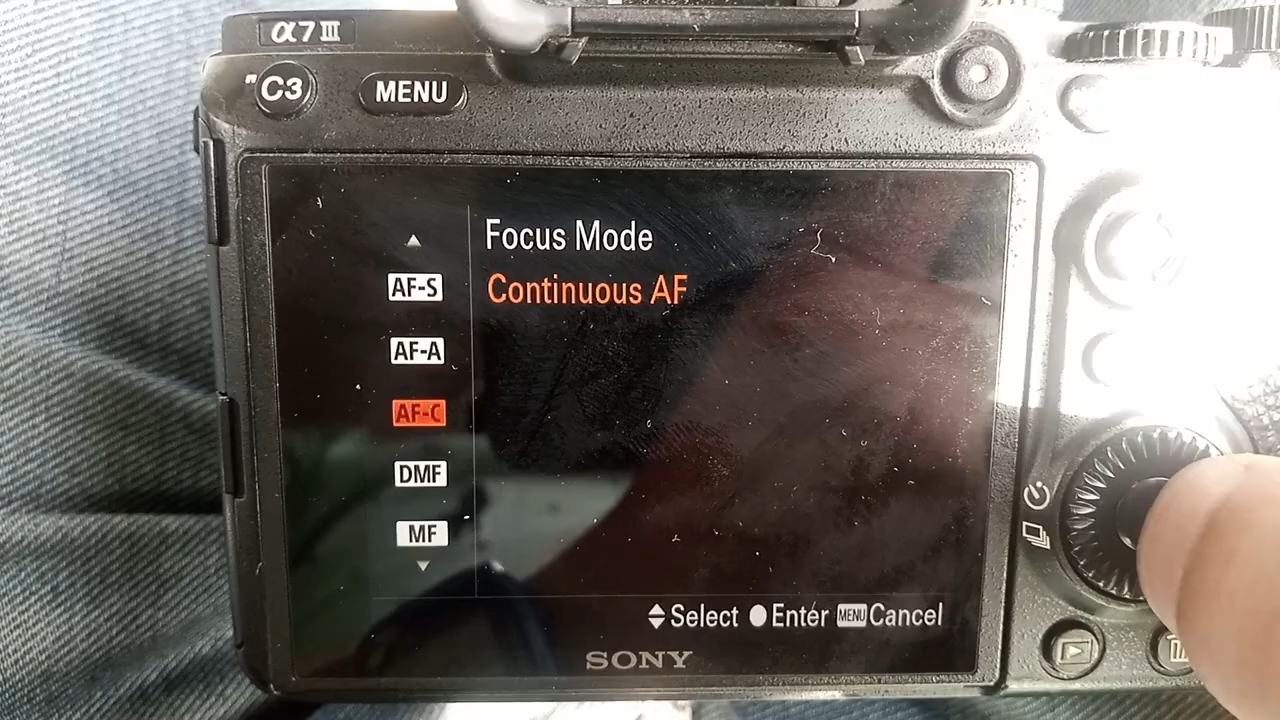 α7III
C3
MENU
Focus Mode
AF-S
Continuous AF
AF-A
AF-C
DMF
MF
Select Enter MENU Cancel
SONY